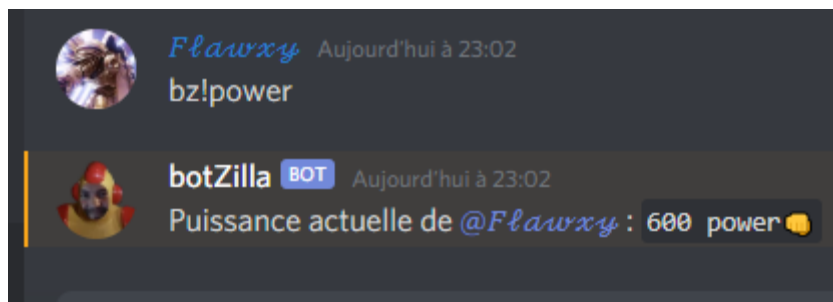 𝓕𝓵𝓪𝔀𝔁𝔂 Aujourd'hui à 23:02
bz!power
botZilla BOT Aujourd'hui à 23:02
Puissance actuelle de @𝓕𝓵𝓪𝔀𝔁𝔂 : 600 power👊